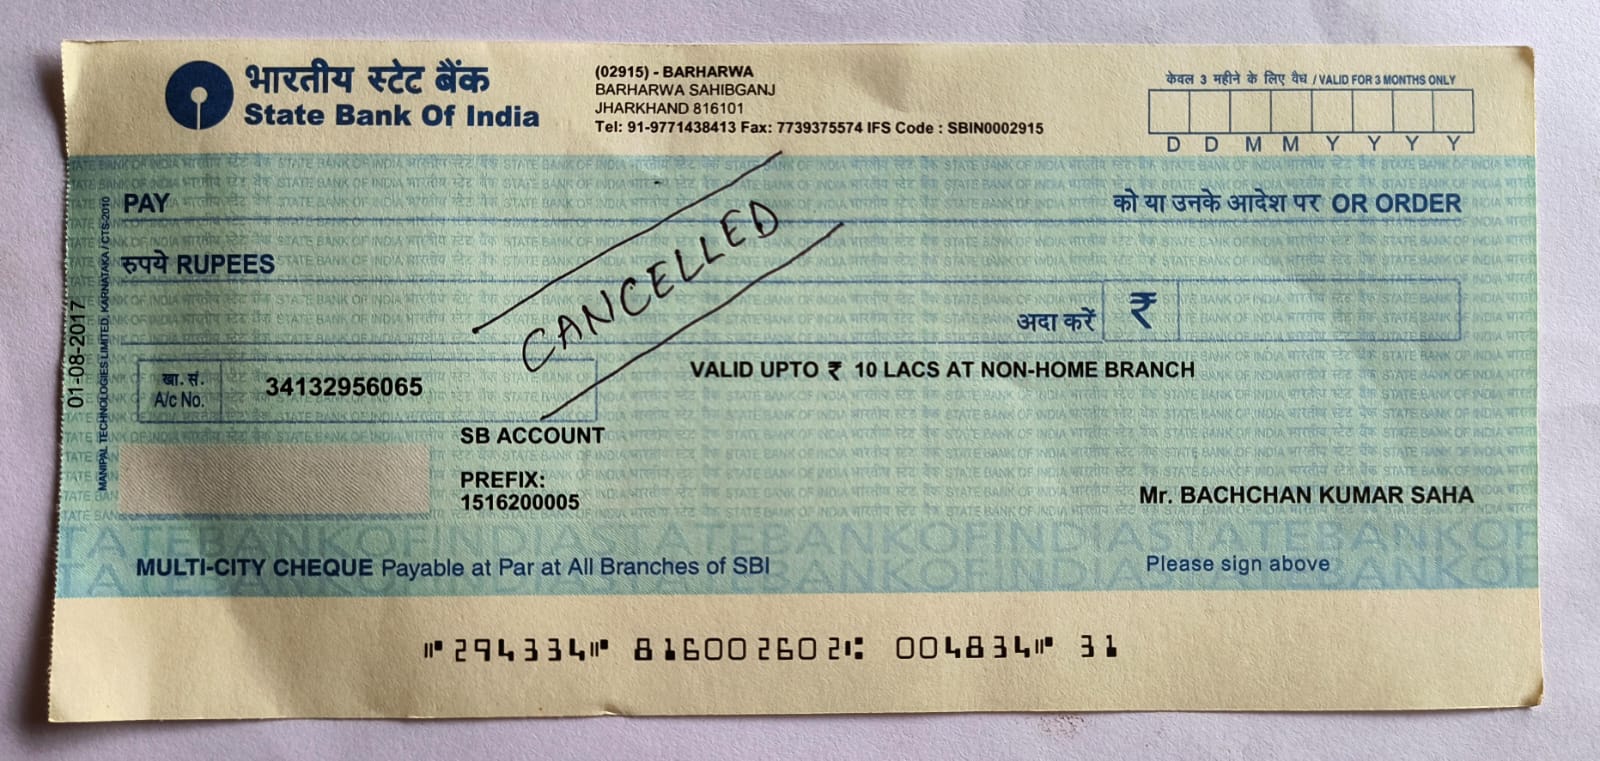 भारतीय स्टेट बैंक
State Bank Of India
(02915) - BARHARWA
BARHARWA SAHIBGANJ
JHARKHAND 816101
Tel: 91-9771438413 Fax: 7739375574 IFS Code : SBIN0002915
केवल 3 महीने के लिए वैध / VALID FOR 3 MONTHS ONLY
D D M M Y Y Y Y
PAY
को या उनके आदेश पर OR ORDER
रुपये RUPEES
CANCELLED
अदा करें ₹
01-08-2017
MANIPAL TECHNOLOGIES LIMITED, KARNATAKA / CTS-2010
खा. सं.
A/c No.
34132956065
VALID UPTO ₹ 10 LACS AT NON-HOME BRANCH
SB ACCOUNT
PREFIX:
1516200005
Mr. BACHCHAN KUMAR SAHA
MULTI-CITY CHEQUE Payable at Par at All Branches of SBI
Please sign above
⑈294334⑈ 816002602⑆ 004834⑈ 31